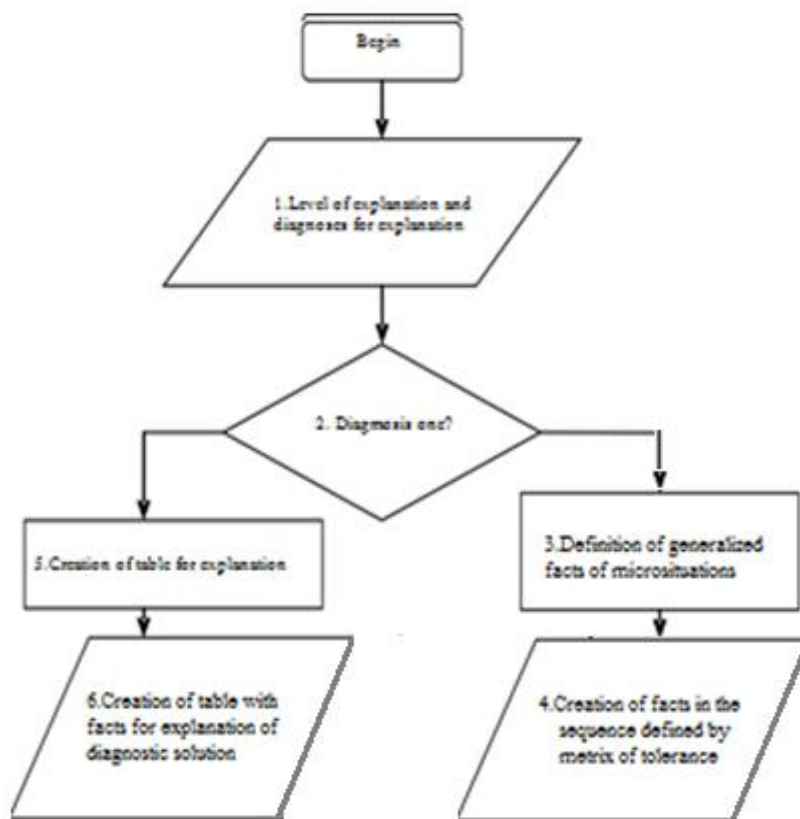 Begin
1.Level of explanation and
diagnoses for explanation
2. Diagnosis one?
5.Creation of table for explanation
3.Definition of generalized
facts of microsituations
6.Creation of table with
facts for explanation of
diagnostic solution
4.Creation of facts in the
sequence defined by
metrix of tolerance